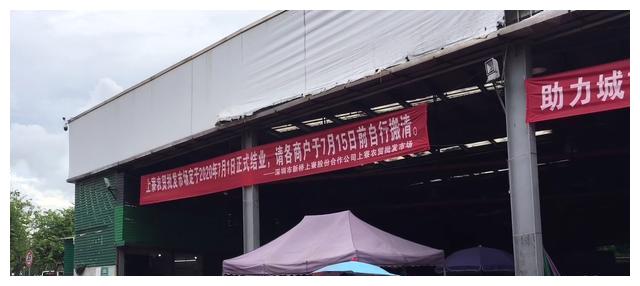 上寮农贸批发市场定于2020年7月1日正式结业，请各商户于7月15日前自行搬清。
——深圳市新桥上寮股份合作公司上寮农贸批发市场
助力城